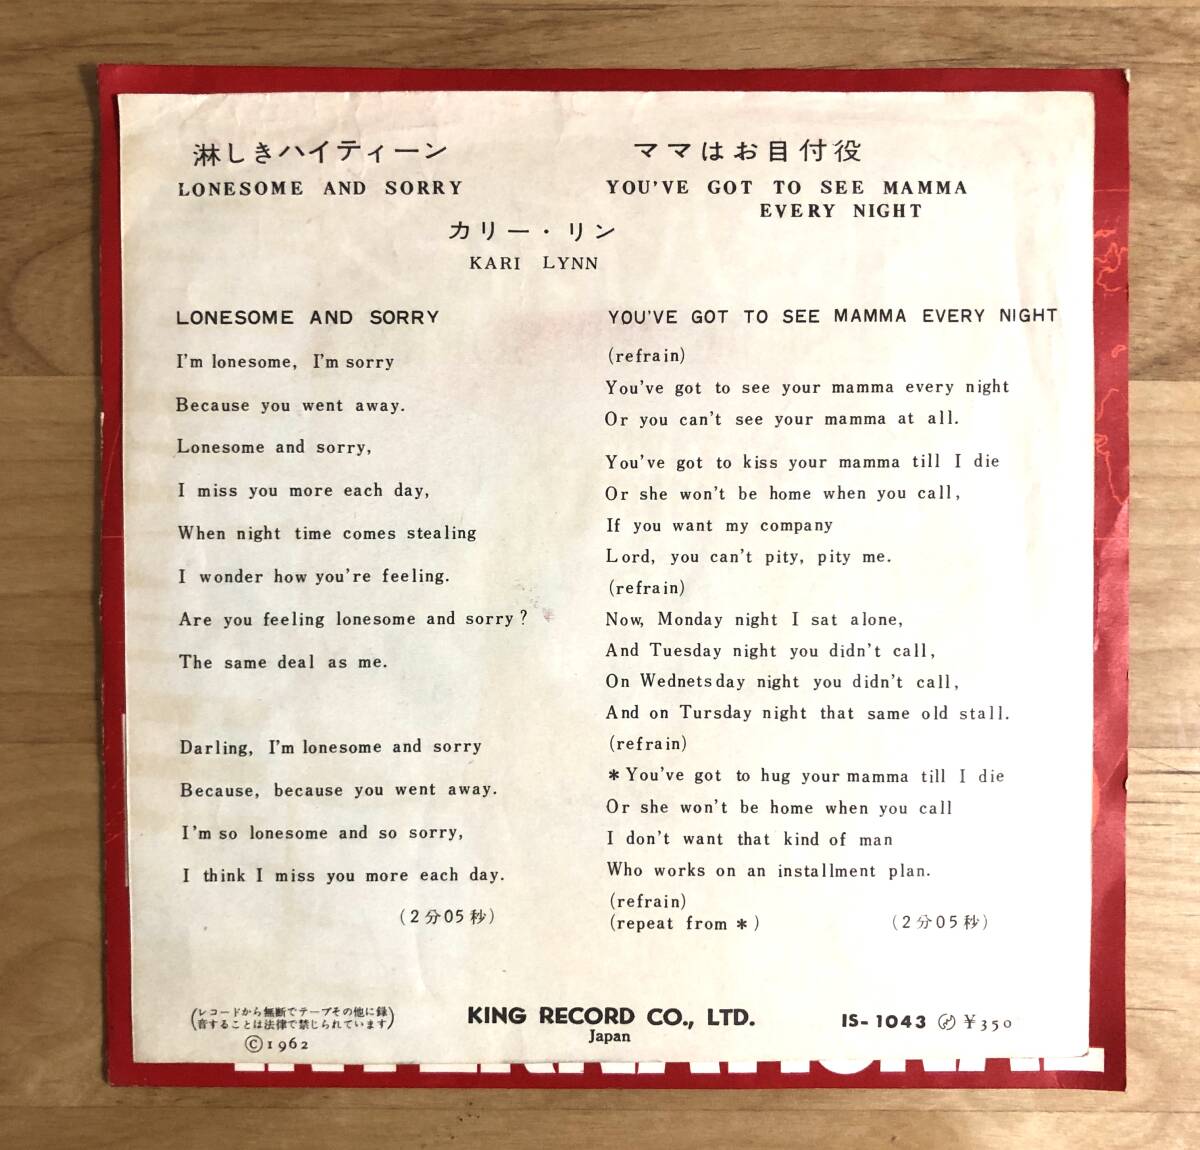 淋しきハイティーン
LONESOME AND SORRY
ママはお目付役
YOU'VE GOT TO SEE MAMMA
EVERY NIGHT
カリー・リン
KARI LYNN
LONESOME AND SORRY
I'm lonesome, I'm sorry
Because you went away.
Lonesome and sorry,
I miss you more each day,
When night time comes stealing
I wonder how you're feeling.
Are you feeling lonesome and sorry?
The same deal as me.
Darling, I'm lonesome and sorry
Because, because you went away.
I'm so lonesome and so sorry,
I think I miss you more each day.
(2分05秒)
YOU'VE GOT TO SEE MAMMA EVERY NIGHT
(refrain)
You've got to see your mamma every night
Or you can't see your mamma at all.
You've got to kiss your mamma till I die
Or she won't be home when you call,
If you want my company
Lord, you can't pity, pity me.
(refrain)
Now, Monday night I sat alone,
And Tuesday night you didn't call,
On Wednetsday night you didn't call,
And on Tursday night that same old stall.
(refrain)
*You've got to hug your mamma till I die
Or she won't be home when you call
I don't want that kind of man
Who works on an installment plan.
(refrain)
(repeat from *)
(2分05秒)
(レコードから無断でテープその他に録
音することは法律で禁じられています)
©1962
KING RECORD CO., LTD.
Japan
IS-1043 ¥350